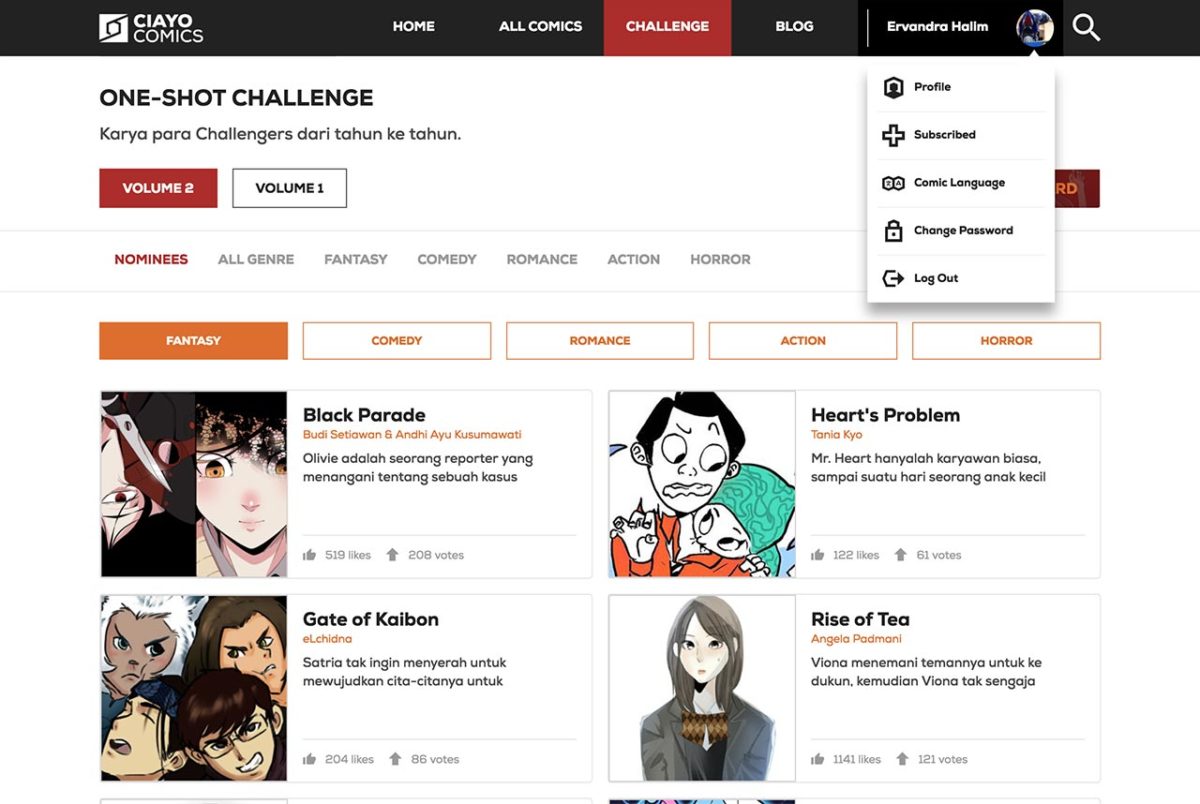 CIAYO
COMICS
HOME
ALL COMICS
CHALLENGE
BLOG
Ervandra Halim
Profile
Subscribed
Comic Language
Change Password
Log Out
ONE-SHOT CHALLENGE
Karya para Challengers dari tahun ke tahun.
VOLUME 2
VOLUME 1
RD
NOMINEES
ALL GENRE
FANTASY
COMEDY
ROMANCE
ACTION
HORROR
FANTASY
COMEDY
ROMANCE
ACTION
HORROR
Black Parade
Budi Setiawan & Andhi Ayu Kusumawati
Olivie adalah seorang reporter yang
menangani tentang sebuah kasus
519 likes
208 votes
Heart's Problem
Tania Kyo
Mr. Heart hanyalah karyawan biasa,
sampai suatu hari seorang anak kecil
122 likes
61 votes
Gate of Kaibon
eLchidna
Satria tak ingin menyerah untuk
mewujudkan cita-citanya untuk
204 likes
86 votes
Rise of Tea
Angela Padmani
Viona menemani temannya untuk ke
dukun, kemudian Viona tak sengaja
1141 likes
121 votes